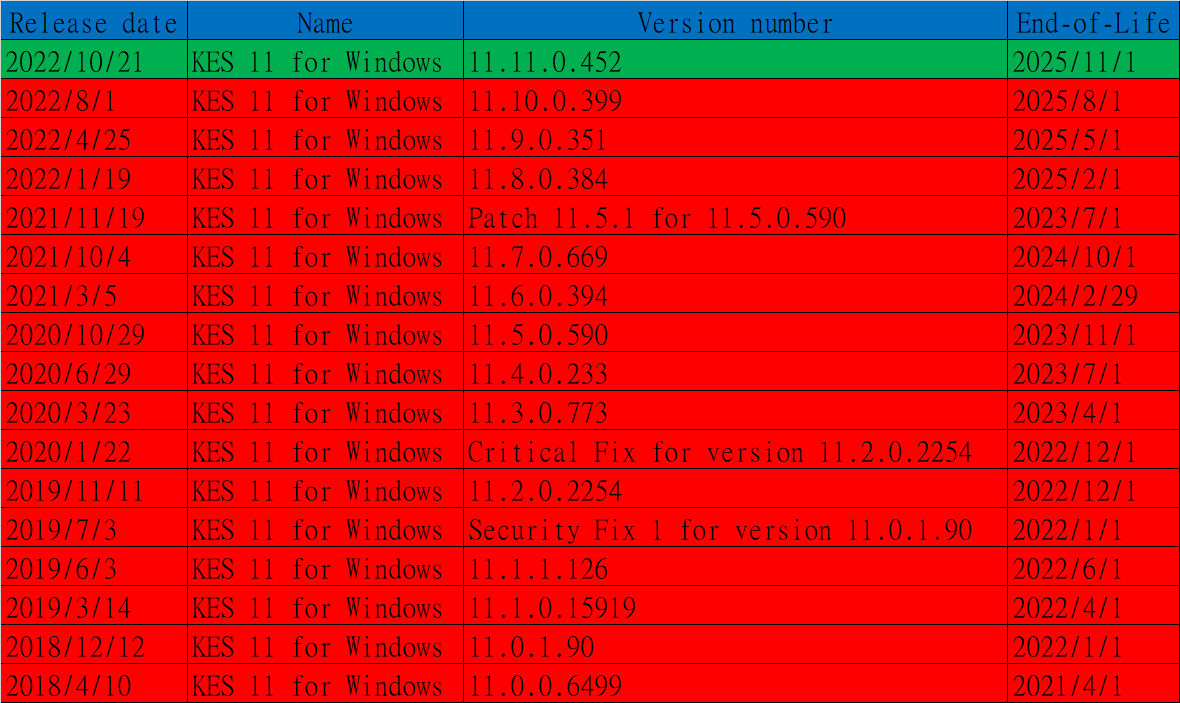 Release date Name Version number End-of-Life
2022/10/21 KES 11 for Windows 11.11.0.452 2025/11/1
2022/8/1 KES 11 for Windows 11.10.0.399 2025/8/1
2022/4/25 KES 11 for Windows 11.9.0.351 2025/5/1
2022/1/19 KES 11 for Windows 11.8.0.384 2025/2/1
2021/11/19 KES 11 for Windows Patch 11.5.1 for 11.5.0.590 2023/7/1
2021/10/4 KES 11 for Windows 11.7.0.669 2024/10/1
2021/3/5 KES 11 for Windows 11.6.0.394 2024/2/29
2020/10/29 KES 11 for Windows 11.5.0.590 2023/11/1
2020/6/29 KES 11 for Windows 11.4.0.233 2023/7/1
2020/3/23 KES 11 for Windows 11.3.0.773 2023/4/1
2020/1/22 KES 11 for Windows Critical Fix for version 11.2.0.2254 2022/12/1
2019/11/11 KES 11 for Windows 11.2.0.2254 2022/12/1
2019/7/3 KES 11 for Windows Security Fix 1 for version 11.0.1.90 2022/1/1
2019/6/3 KES 11 for Windows 11.1.1.126 2022/6/1
2019/3/14 KES 11 for Windows 11.1.0.15919 2022/4/1
2018/12/12 KES 11 for Windows 11.0.1.90 2022/1/1
2018/4/10 KES 11 for Windows 11.0.0.6499 2021/4/1